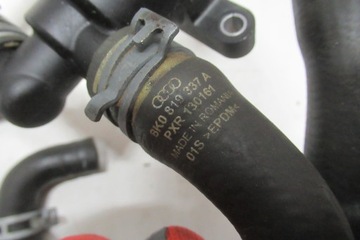 8K0 819 337 A
PXR 130161
MADE IN ROMANIA
01S >EPDM<